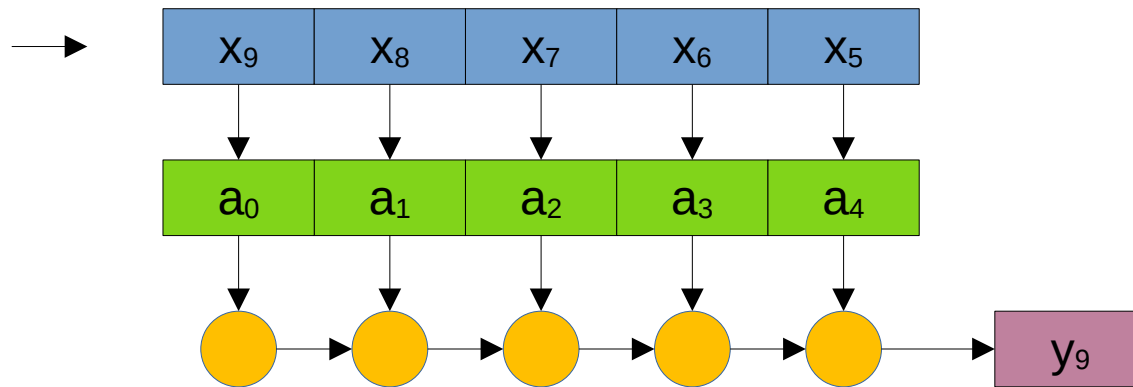 x₉ x₈ x₇ x₆ x₅
a₀ a₁ a₂ a₃ a₄
y₉